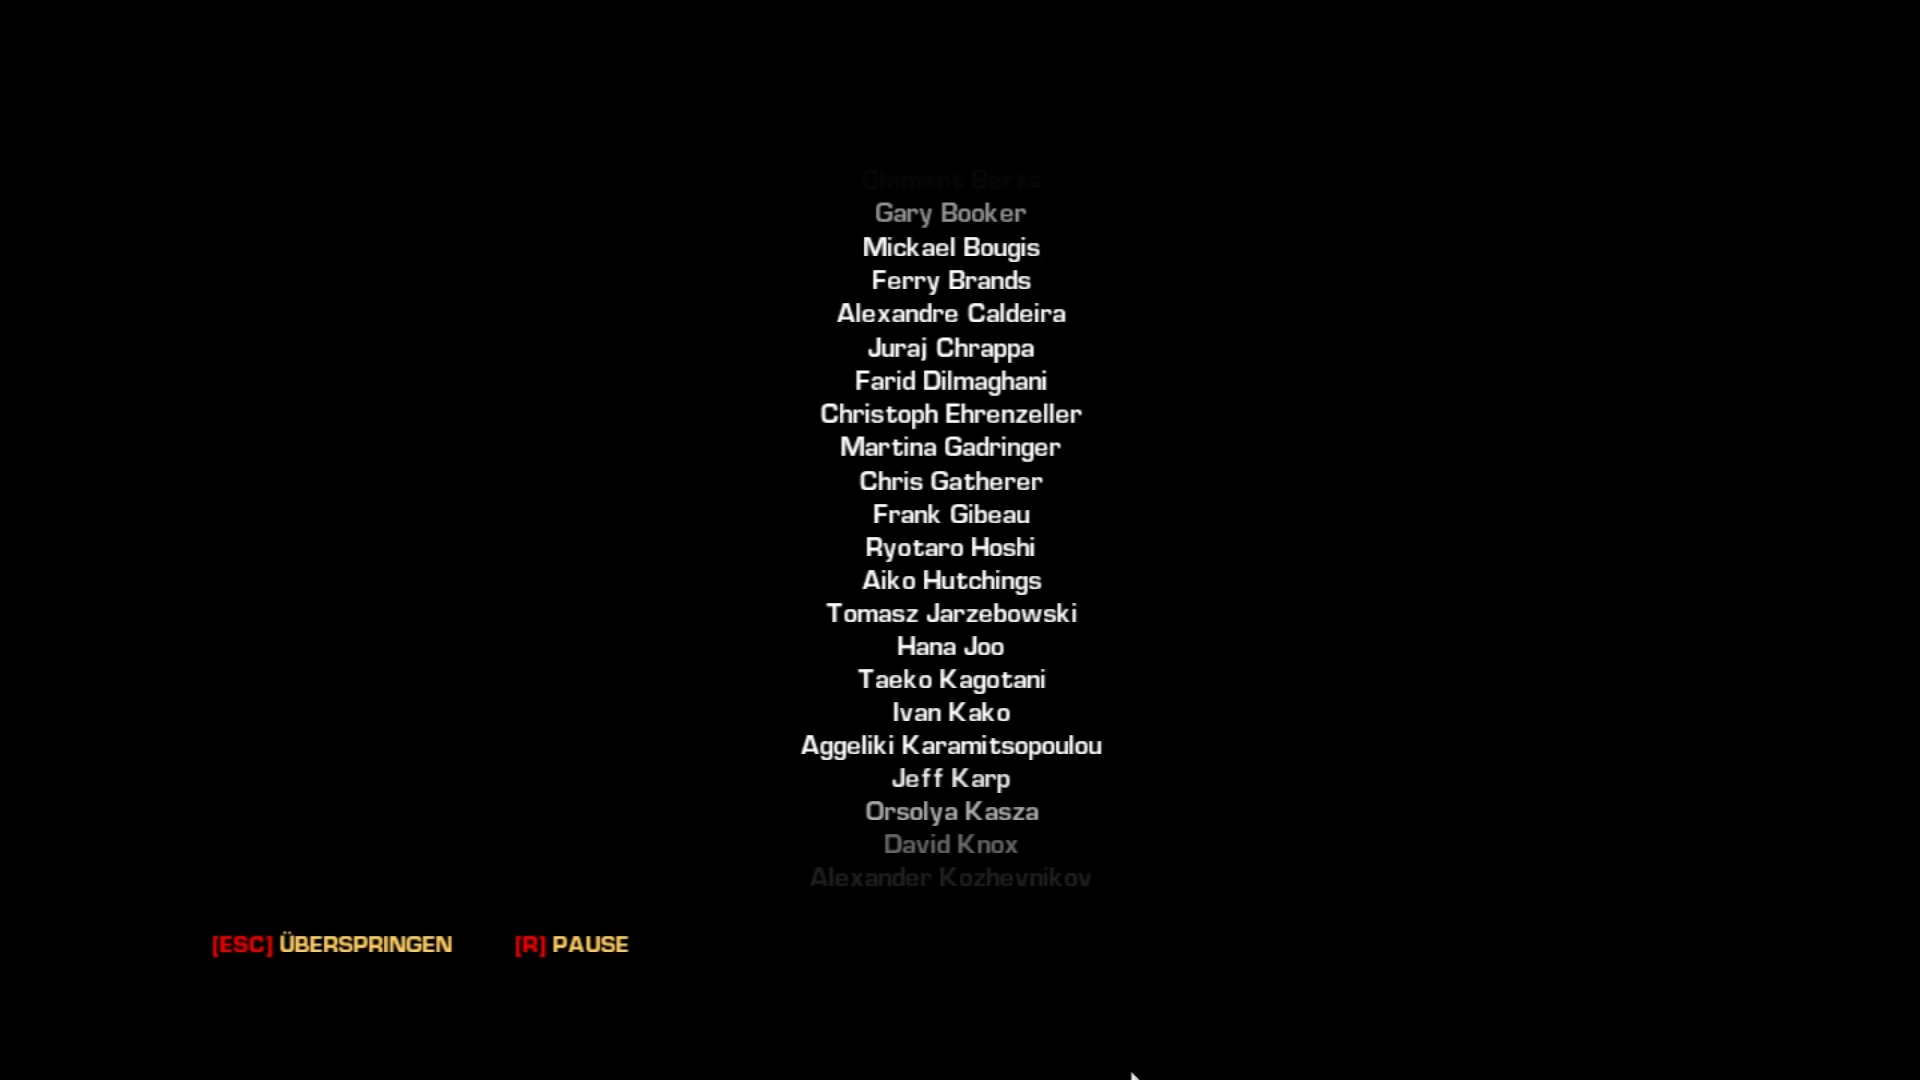 Clement
Gary Booker
Mickael Bougis
Ferry Brands
Alexandre Caldeira
Juraj Chrappa
Farid Dilmaghani
Christoph Ehrenzeller
Martina Gadringer
Chris Gatherer
Frank Gibeau
Ryotaro Hoshi
Aiko Hutchings
Tomasz Jarzebowski
Hana Joo
Taeko Kagotani
Ivan Kako
Aggeliki Karamitsopoulou
Jeff Karp
Orsolya Kasza
David Knox
Alexander Kozhevnikov
[ESC] ÜBERSPRINGEN [R] PAUSE